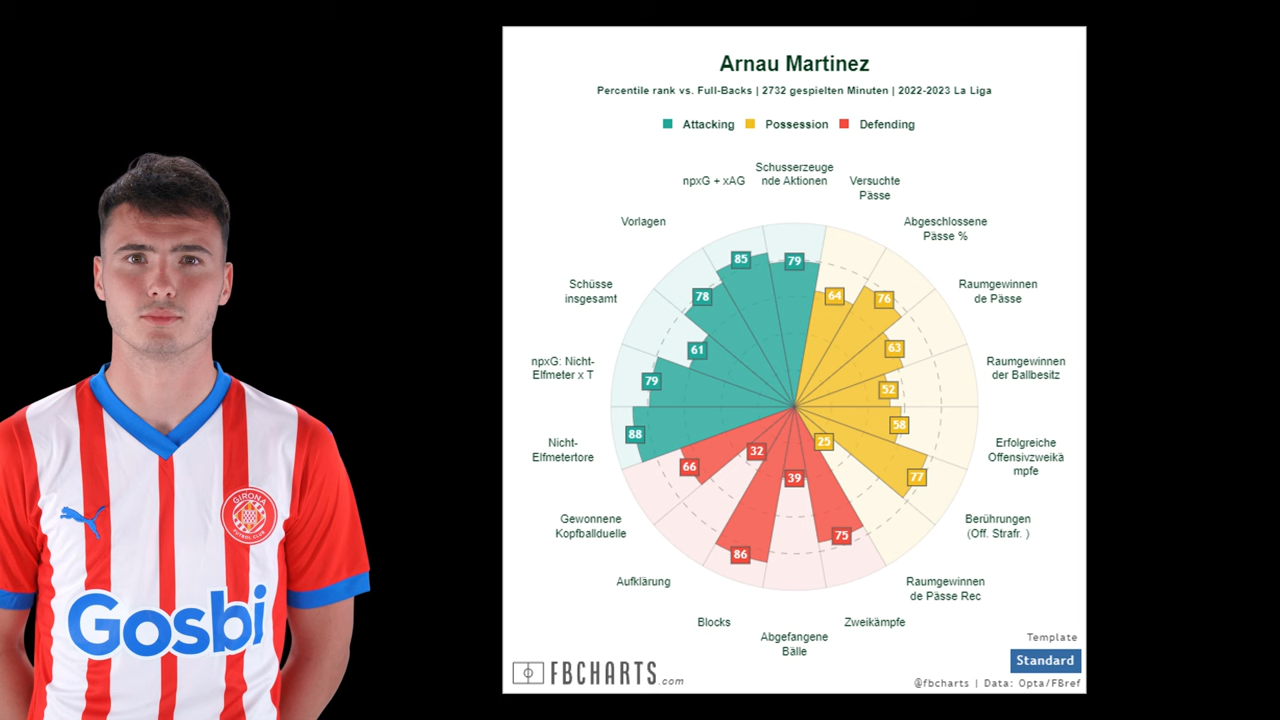 Arnau Martinez
Percentile rank vs. Full-Backs | 2732 gespielten Minuten | 2022-2023 La Liga
Attacking
Possession
Defending
Schusserzeuge
nde Aktionen
npxG + xAG
Versuchte
Pässe
Vorlagen
Abgeschlossene
Pässe %
Schüsse
insgesamt
Raumgewinnen
de Pässe
npxG: Nicht-
Elfmeter x T
Raumgewinnen
der Ballbesitz
Nicht-
Elfmetertore
Erfolgreiche
Offensivzweikä
mpfe
Gewonnene
Kopfballduelle
Berührungen
(Off. Strafr. )
Aufklärung
Raumgewinnen
de Pässe Rec
Blocks
Zweikämpfe
Abgefangene
Bälle
85
79
78
64
76
61
63
79
52
88
58
66
32
25
39
77
86
75
GIRONA
FUTBOL CLUB
Gosbi
Template
Standard
FBCHARTS.com
@fbcharts | Data: Opta/FBref